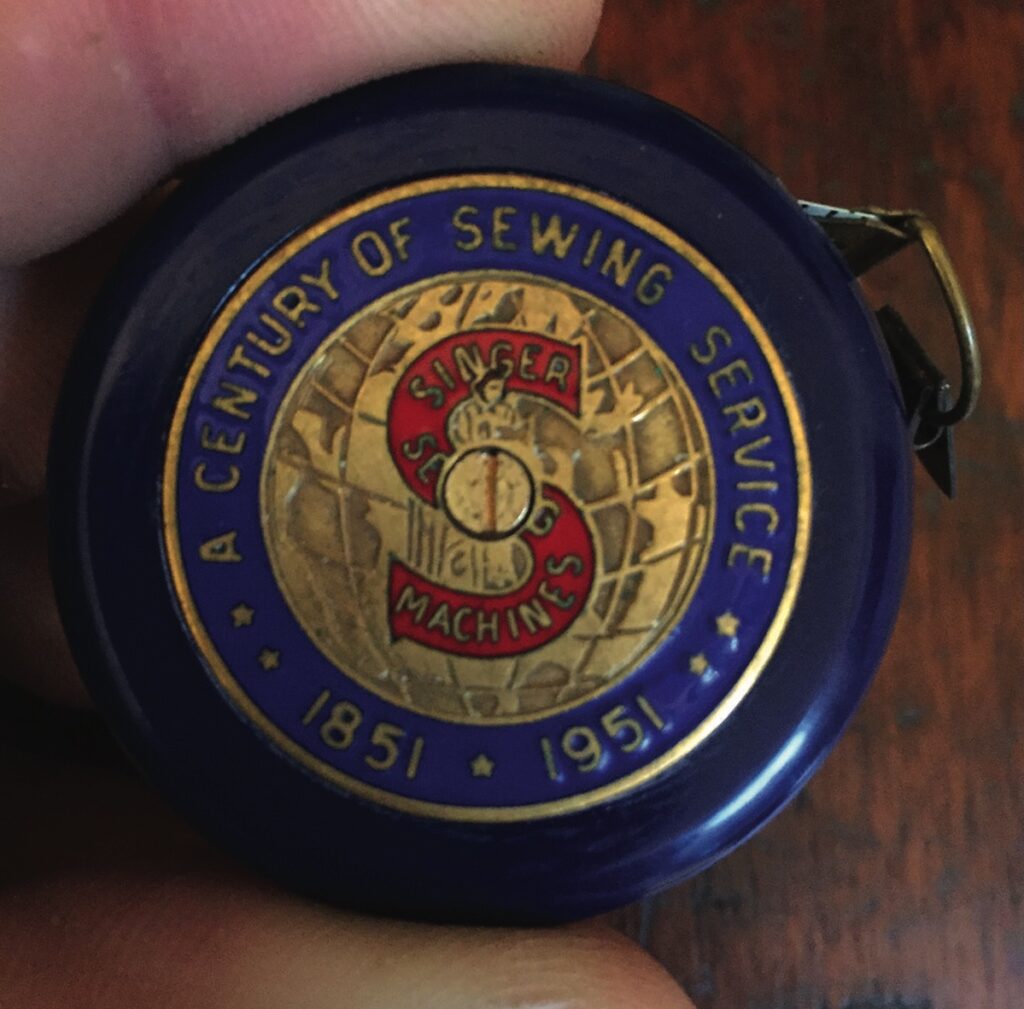 A CENTURY OF SEWING SERVICE
1851 ★ 1951
SINGER
MACHINES